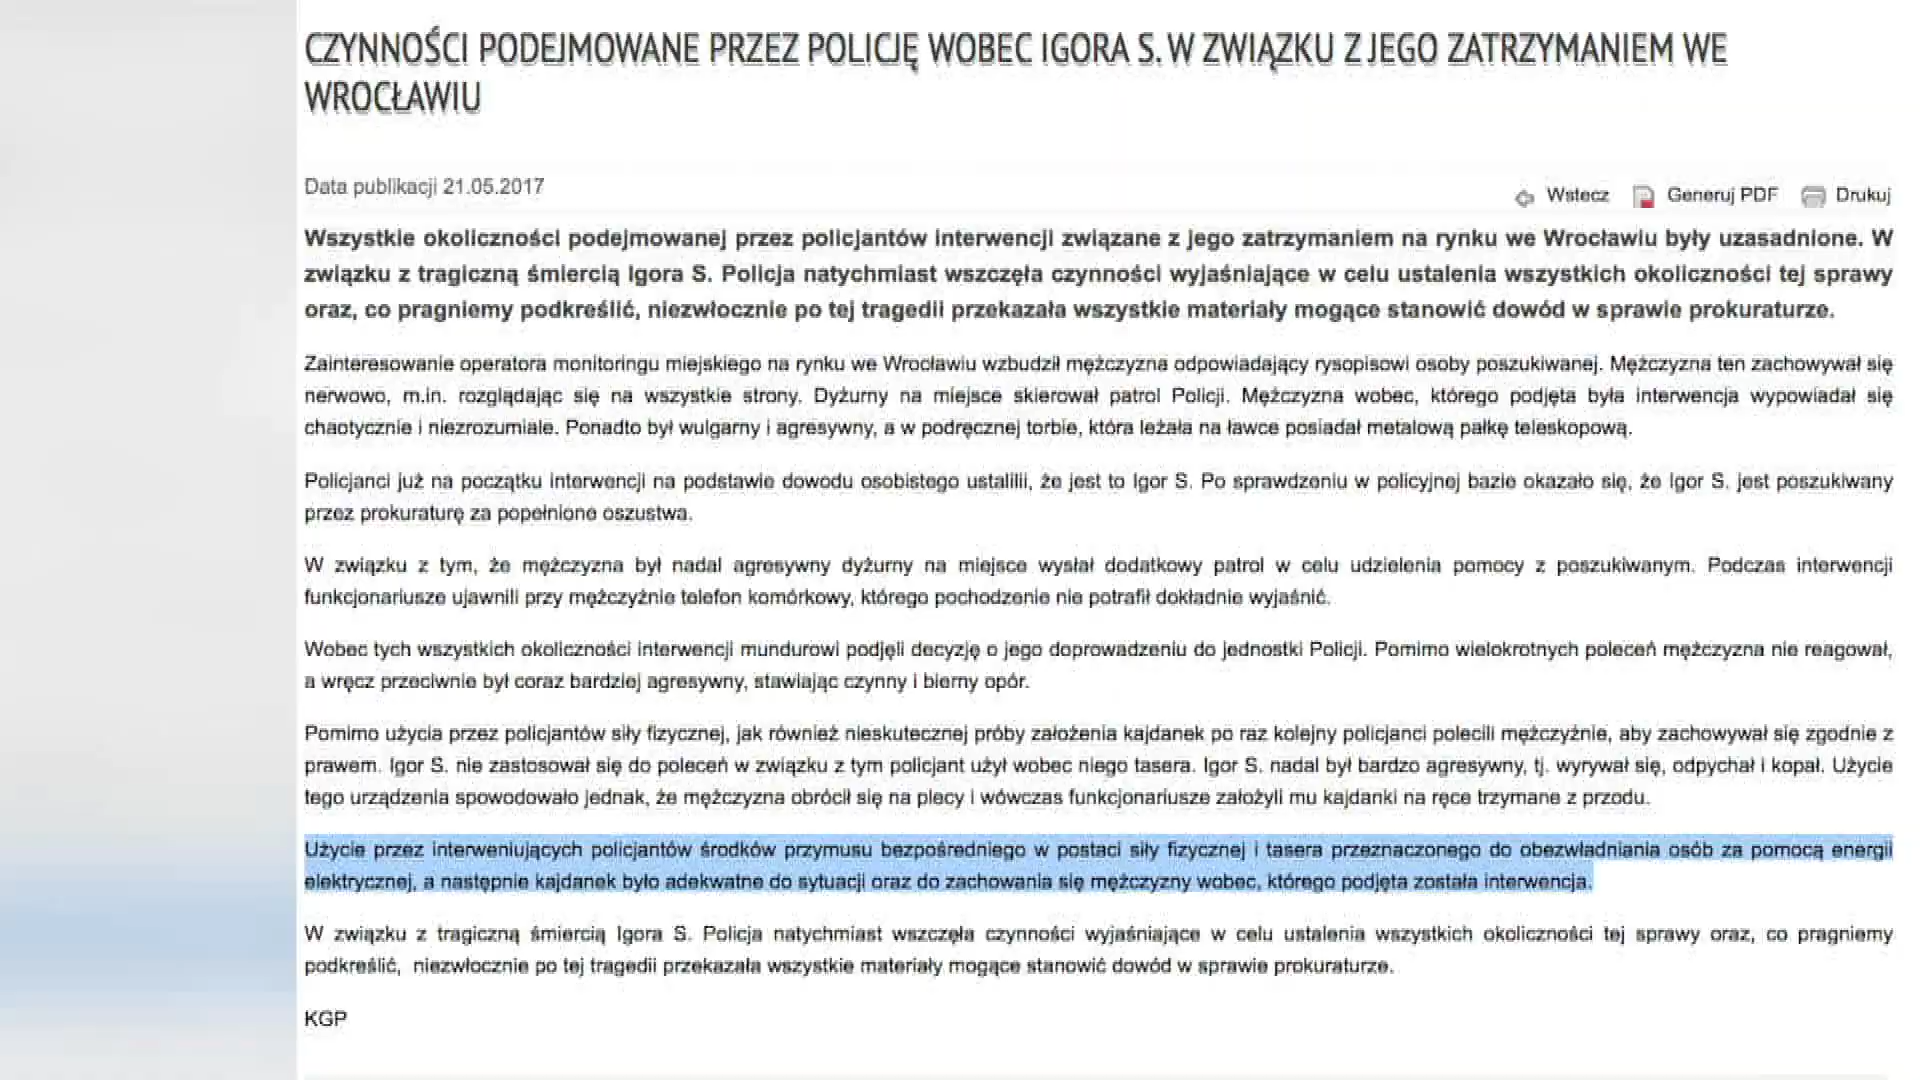 CZYNNOŚCI PODEJMOWANE PRZEZ POLICJĘ WOBEC IGORA S. W ZWIĄZKU Z JEGO ZATRZYMANIEM WE
WROCŁAWIU
Data publikacji 21.05.2017
Wstecz Generuj PDF Drukuj
Wszystkie okoliczności podejmowanej przez policjantów interwencji związane z jego zatrzymaniem na rynku we Wrocławiu były uzasadnione. W
związku z tragiczną śmiercią Igora S. Policja natychmiast wszczęła czynności wyjaśniające w celu ustalenia wszystkich okoliczności tej sprawy
oraz, co pragniemy podkreślić, niezwłocznie po tej tragedii przekazała wszystkie materiały mogące stanowić dowód w sprawie prokuraturze.
Zainteresowanie operatora monitoringu miejskiego na rynku we Wrocławiu wzbudził mężczyzna odpowiadający rysopisowi osoby poszukiwanej. Mężczyzna ten zachowywał się
nerwowo, m.in. rozglądając się na wszystkie strony. Dyżurny na miejsce skierował patrol Policji. Mężczyzna wobec, którego podjęta była interwencja wypowiadał się
chaotycznie i niezrozumiale. Ponadto był wulgarny i agresywny, a w podręcznej torbie, która leżała na ławce posiadał metalową pałkę teleskopową.
Policjanci już na początku interwencji na podstawie dowodu osobistego ustalilii, że jest to Igor S. Po sprawdzeniu w policyjnej bazie okazało się, że Igor S. jest poszukiwany
przez prokuraturę za popełnione oszustwa.
W związku z tym, że mężczyzna był nadal agresywny dyżurny na miejsce wysłał dodatkowy patrol w celu udzielenia pomocy z poszukiwanym. Podczas interwencji
funkcjonariusze ujawnili przy mężczyźnie telefon komórkowy, którego pochodzenie nie potrafił dokładnie wyjaśnić.
Wobec tych wszystkich okoliczności interwencji mundurowi podjęli decyzję o jego doprowadzeniu do jednostki Policji. Pomimo wielokrotnych poleceń mężczyzna nie reagował,
a wręcz przeciwnie był coraz bardziej agresywny, stawiając czynny i bierny opór.
Pomimo użycia przez policjantów siły fizycznej, jak również nieskutecznej próby założenia kajdanek po raz kolejny policjanci polecili mężczyźnie, aby zachowywał się zgodnie z
prawem. Igor S. nie zastosował się do poleceń w związku z tym policjant użył wobec niego tasera. Igor S. nadal był bardzo agresywny, tj. wyrywał się, odpychał i kopał. Użycie
tego urządzenia spowodowało jednak, że mężczyzna obrócił się na plecy i wówczas funkcjonariusze założyli mu kajdanki na ręce trzymane z przodu.
Użycie przez interweniujących policjantów środków przymusu bezpośredniego w postaci siły fizycznej i tasera przeznaczonego do obezwładniania osób za pomocą energii
elektrycznej, a następnie kajdanek było adekwatne do sytuacji oraz do zachowania się mężczyzny wobec, którego podjęta została interwencja.
W związku z tragiczną śmiercią Igora S. Policja natychmiast wszczęła czynności wyjaśniające w celu ustalenia wszystkich okoliczności tej sprawy oraz, co pragniemy
podkreślić, niezwłocznie po tej tragedii przekazała wszystkie materiały mogące stanowić dowód w sprawie prokuraturze.
KGP